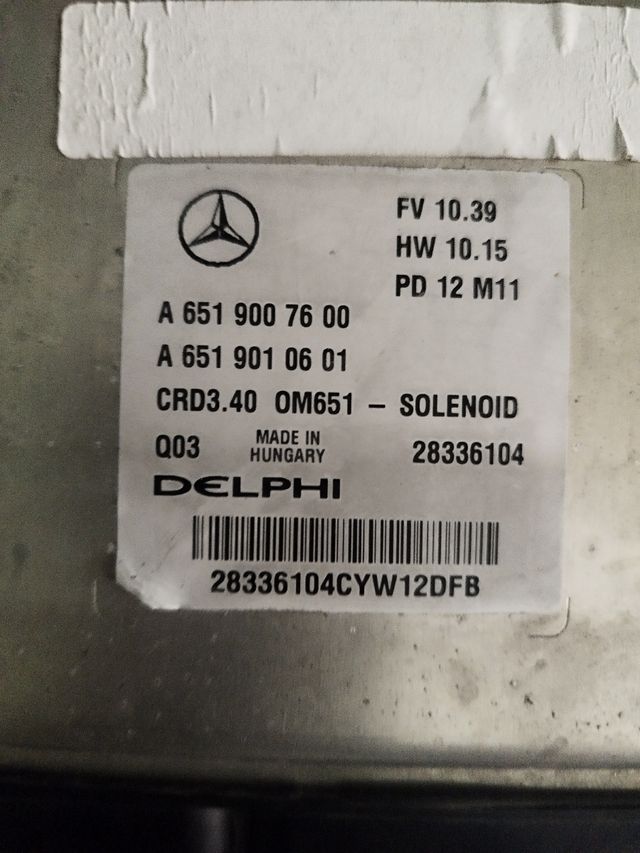 FV 10.39
HW 10.15
PD 12 M11
A 651 900 76 00
A 651 901 06 01
CRD3.40 OM651 – SOLENOID
Q03 MADE IN HUNGARY 28336104
DELPHI
28336104CYW12DFB